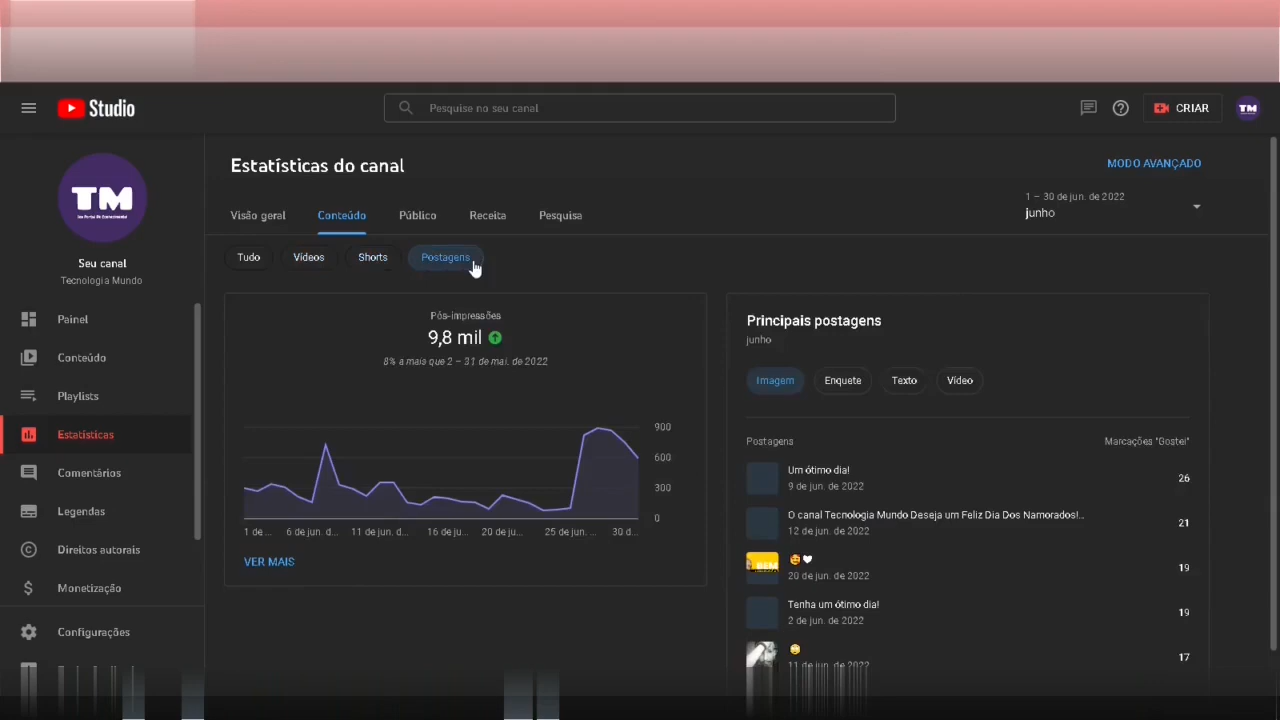 Studio
Pesquise no seu canal
CRIAR
TM
TM
Seu canal
Tecnologia Mundo
Painel
Conteúdo
Playlists
Estatísticas
Comentários
Legendas
Direitos autorais
Monetização
Configurações
Estatísticas do canal
MODO AVANÇADO
1 – 30 de jun. de 2022
junho
Visão geral
Conteúdo
Público
Receita
Pesquisa
Tudo
Vídeos
Shorts
Postagens
Pós-impressões
9,8 mil
8% a mais que 2 – 31 de mai. de 2022
900
600
300
0
1 de ...
6 de jun. d...
11 de jun. d...
16 de ju...
20 de ju...
25 de jun. ...
30 d...
VER MAIS
Principais postagens
junho
Imagem
Enquete
Texto
Vídeo
Postagens
Marcações "Gostei"
Um ótimo dia!
9 de jun. de 2022
26
O canal Tecnologia Mundo Deseja um Feliz Dia Dos Namorados!...
12 de jun. de 2022
21
🥰🤍
20 de jun. de 2022
19
Tenha um ótimo dia!
2 de jun. de 2022
19
11 de jun. de 2022
17